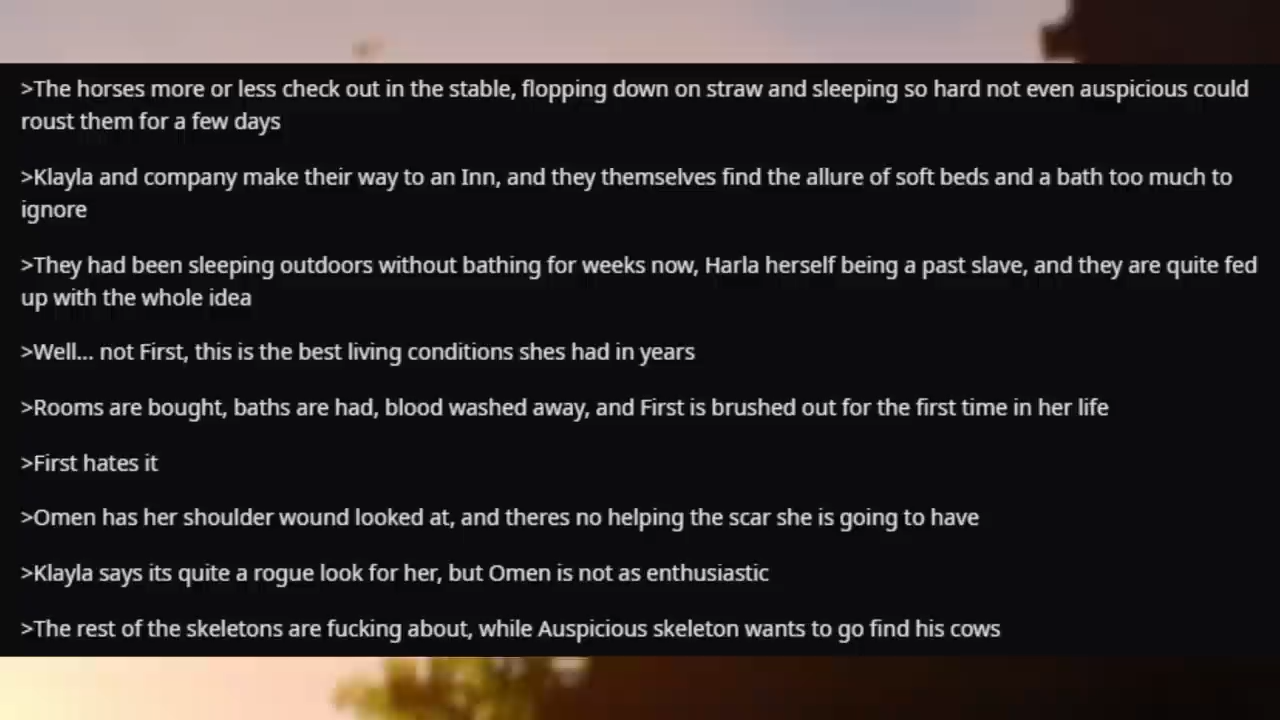 >The horses more or less check out in the stable, flopping down on straw and sleeping so hard not even auspicious could
roust them for a few days
>Klayla and company make their way to an Inn, and they themselves find the allure of soft beds and a bath too much to
ignore
>They had been sleeping outdoors without bathing for weeks now, Harla herself being a past slave, and they are quite fed
up with the whole idea
>Well... not First, this is the best living conditions shes had in years
>Rooms are bought, baths are had, blood washed away, and First is brushed out for the first time in her life
>First hates it
>Omen has her shoulder wound looked at, and theres no helping the scar she is going to have
>Klayla says its quite a rogue look for her, but Omen is not as enthusiastic
>The rest of the skeletons are fucking about, while Auspicious skeleton wants to go find his cows